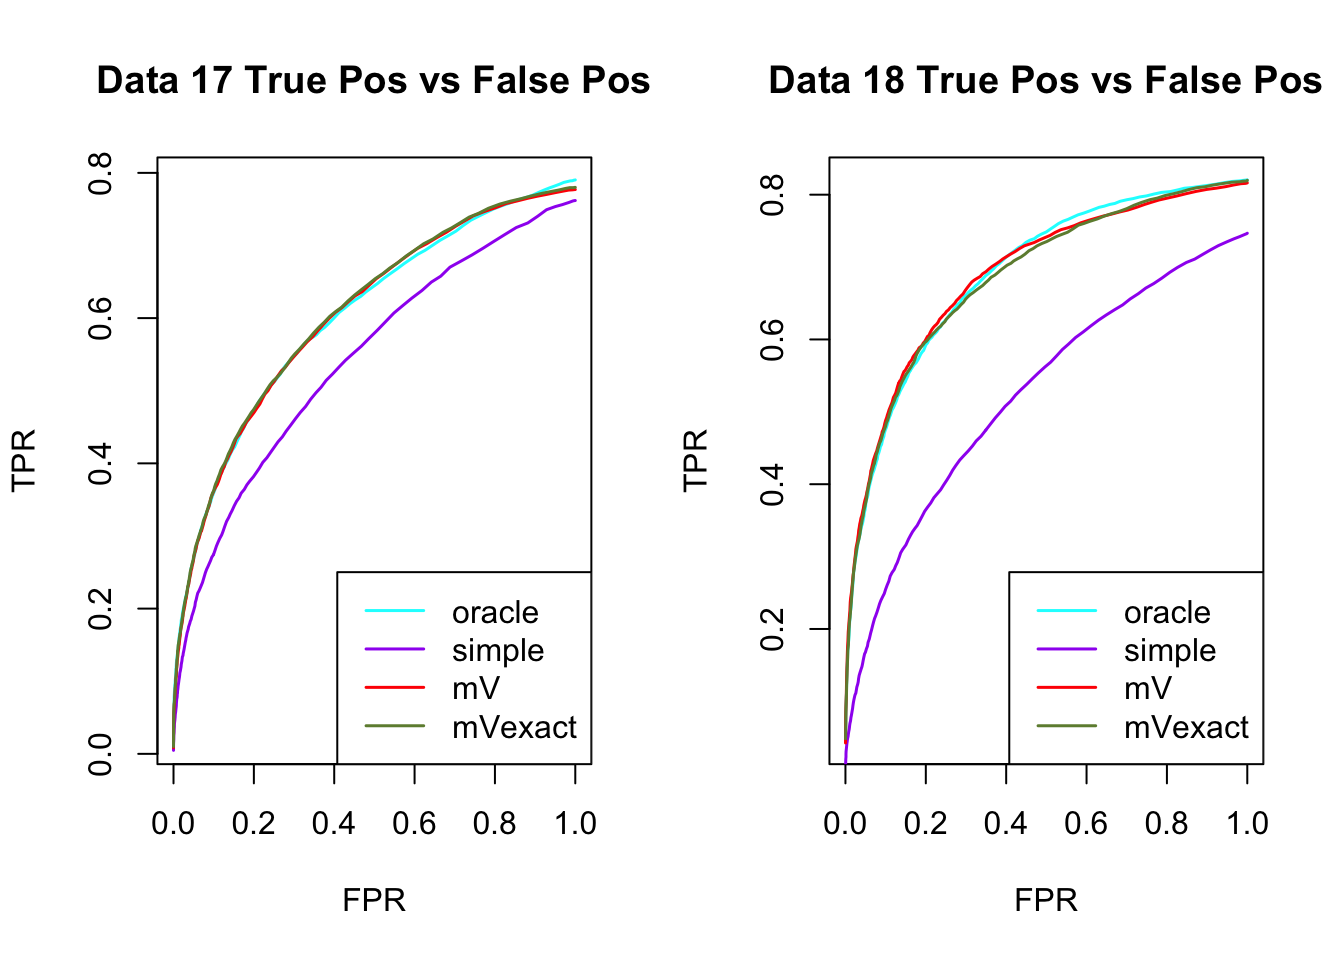 Data 17 True Pos vs False Pos
TPR
0.8
0.6
0.4
0.2
0.0
oracle
simple
mV
mVexact
0.0 0.2 0.4 0.6 0.8 1.0
FPR
Data 18 True Pos vs False Pos
TPR
0.8
0.6
0.4
0.2
oracle
simple
mV
mVexact
0.0 0.2 0.4 0.6 0.8 1.0
FPR